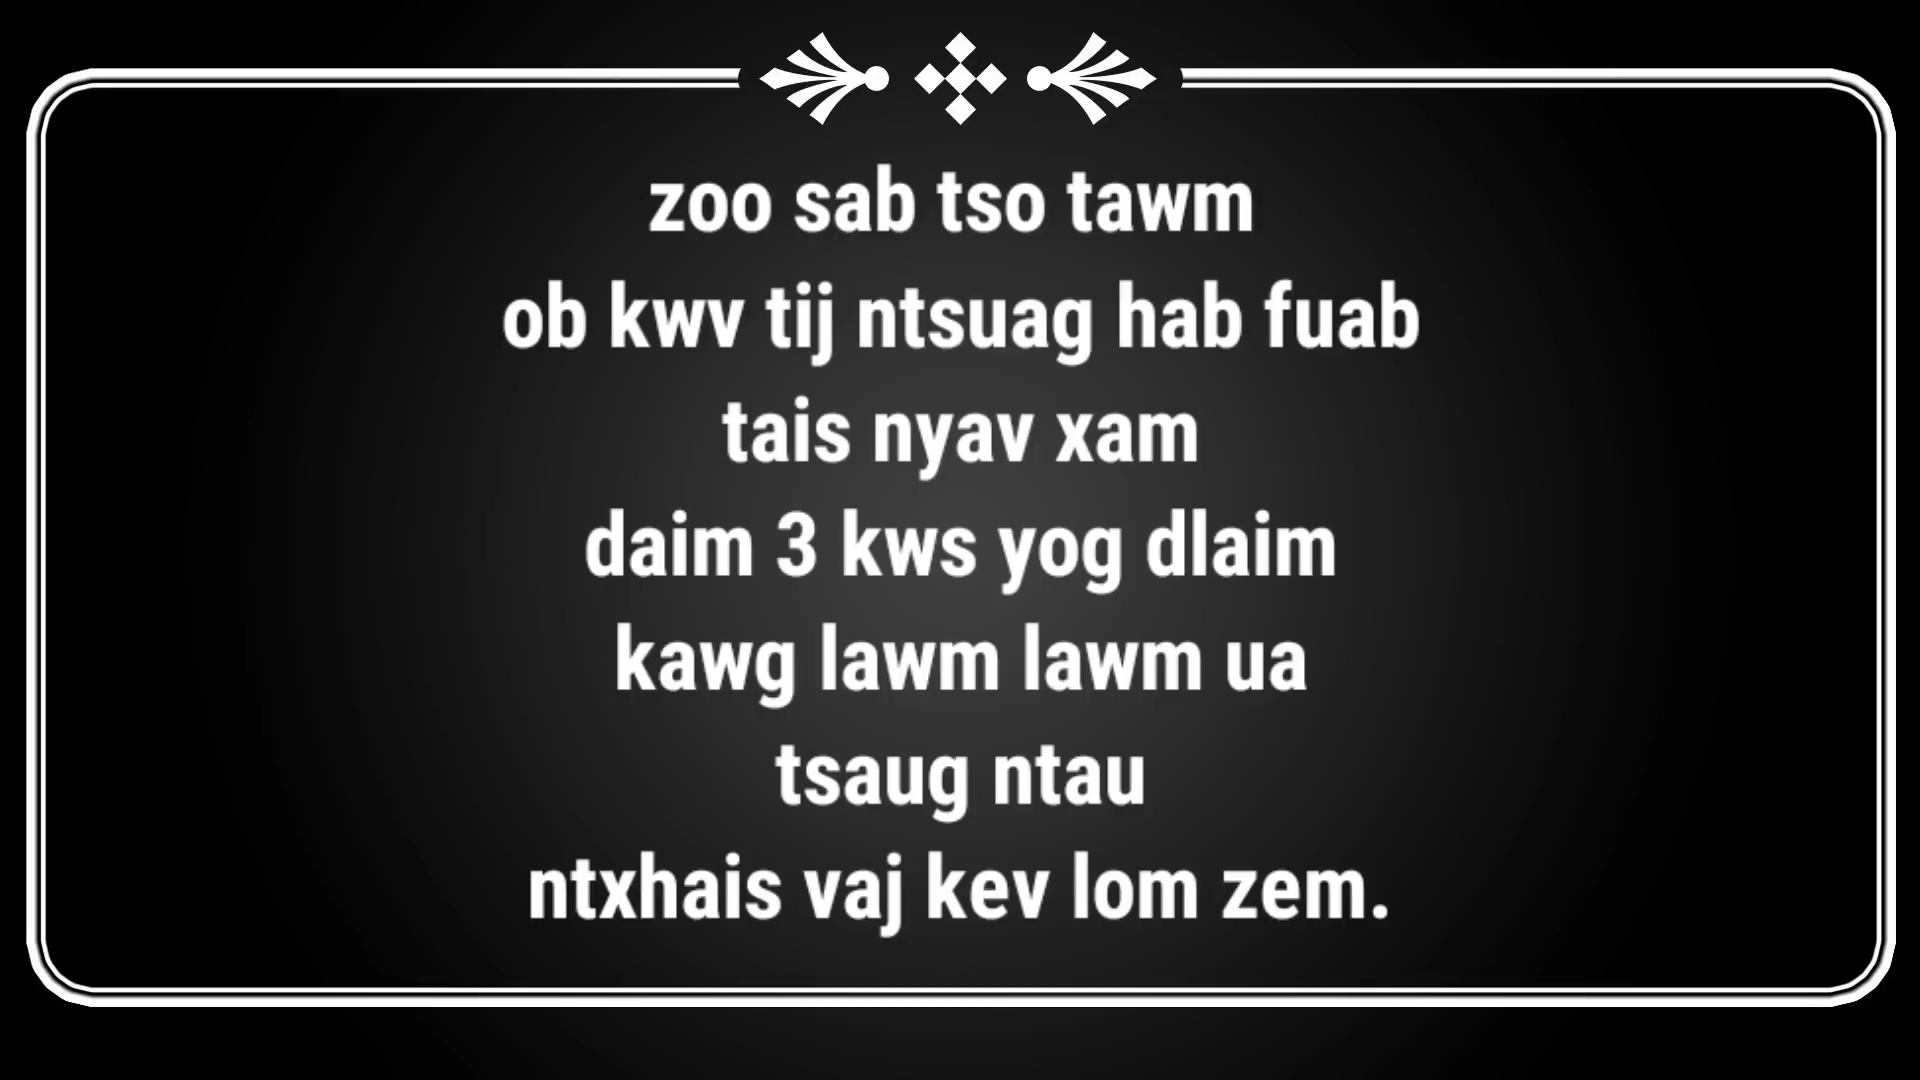 zoo sab tso tawm
ob kwv tij ntsuag hab fuab
tais nyav xam
daim 3 kws yog dlaim
kawg lawm lawm ua
tsaug ntau
ntxhais vaj kev lom zem.